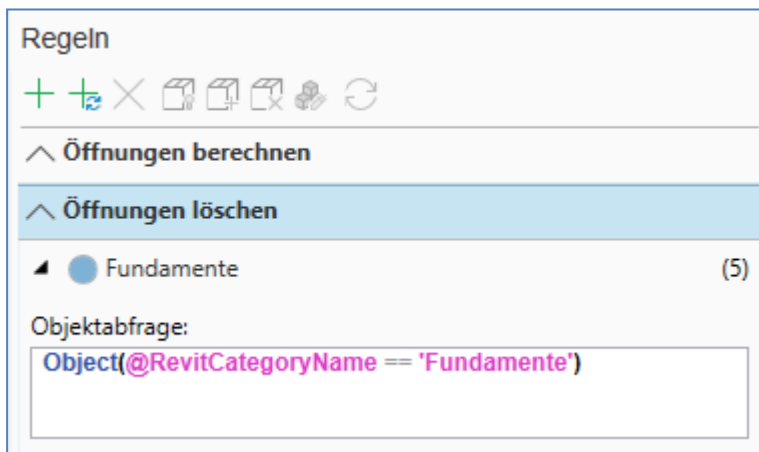 Regeln
Öffnungen berechnen
Öffnungen löschen
Fundamente (5)
Objektabfrage:
Object(@RevitCategoryName == 'Fundamente')